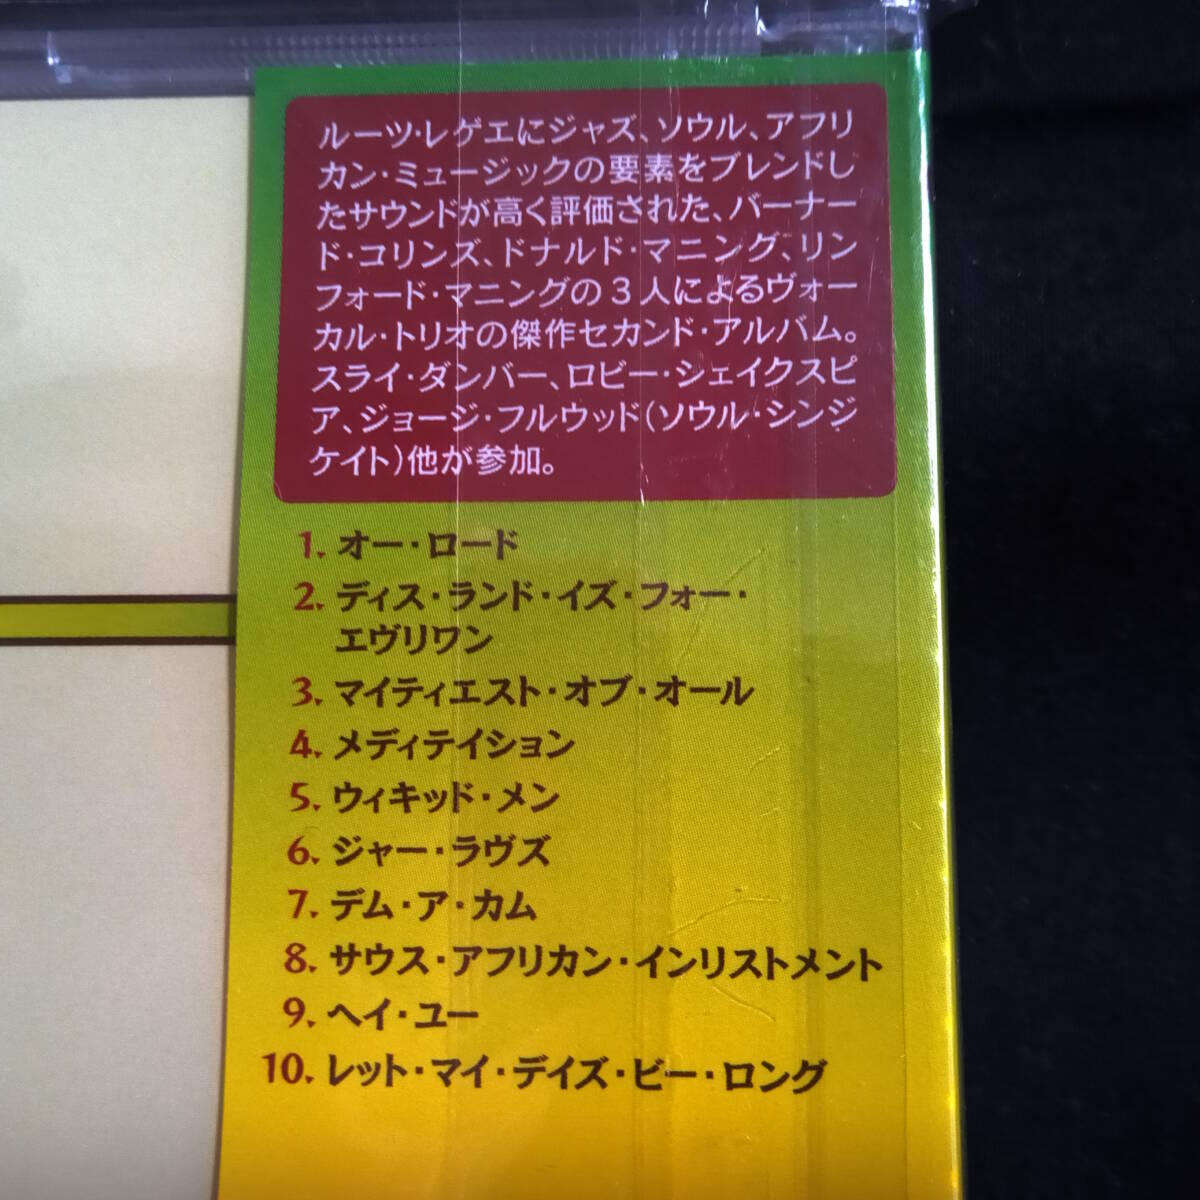 ルーツ・レゲエにジャズ、ソウル、アフリ
カン・ミュージックの要素をブレンドし
たサウンドが高く評価された、バーナー
ド・コリンズ、ドナルド・マニング、リン
フォード・マニングの3人によるヴォー
カル・トリオの傑作セカンド・アルバム。
スライ・ダンバー、ロビー・シェイクスピ
ア、ジョージ・フルウッド(ソウル・シンジ
ケイト)他が参加。
1. オー・ロード
2. ディス・ランド・イズ・フォー・
エヴリワン
3. マイティエスト・オブ・オール
4. メディテイション
5. ウィキッド・メン
6. ジャー・ラヴズ
7. デム・ア・カム
8. サウス・アフリカン・インリストメント
9. ヘイ・ユー
10. レット・マイ・デイズ・ビー・ロング